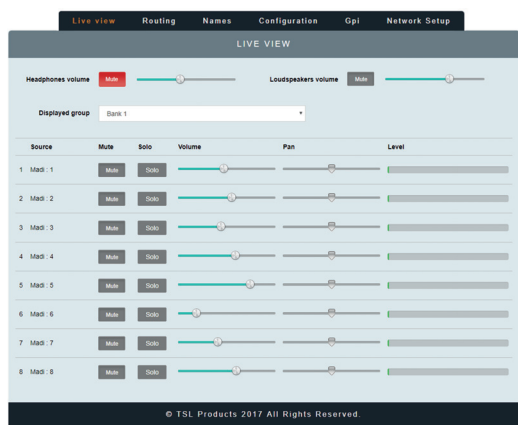 Live view Routing Names Configuration Gpi Network Setup
LIVE VIEW
Headphones volume Mute Loudspeakers volume Mute
Displayed group Bank 1
Source Mute Solo Volume Pan Level
1 Madi : 1 Mute Solo
2 Madi : 2 Mute Solo
3 Madi : 3 Mute Solo
4 Madi : 4 Mute Solo
5 Madi : 5 Mute Solo
6 Madi : 6 Mute Solo
7 Madi : 7 Mute Solo
8 Madi : 8 Mute Solo
© TSL Products 2017 All Rights Reserved.